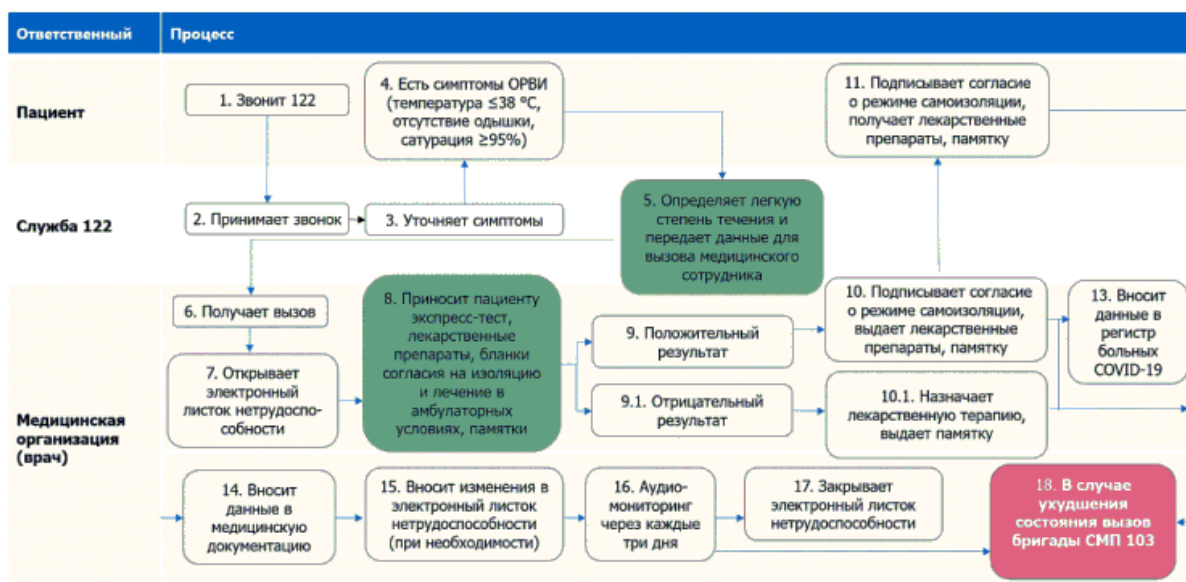 Ответственный
Процесс
Пациент
1. Звонит 122
4. Есть симптомы ОРВИ
(температура ≤38 °C,
отсутствие одышки,
сатурация ≥95%)
11. Подписывает согласие
о режиме самоизоляции,
получает лекарственные
препараты, памятку
Служба 122
2. Принимает звонок
3. Уточняет симптомы
5. Определяет легкую
степень течения и
передает данные для
вызова медицинского
сотрудника
Медицинская
организация
(врач)
6. Получает вызов
7. Открывает
электронный
листок нетрудоспо-
собности
8. Приносит пациенту
экспресс-тест,
лекарственные
препараты, бланки
согласия на изоляцию
и лечение в
амбулаторных
условиях, памятки
9. Положительный
результат
9.1. Отрицательный
результат
10. Подписывает согласие
о режиме самоизоляции,
выдает лекарственные
препараты, памятку
10.1. Назначает
лекарственную терапию,
выдает памятку
13. Вносит
данные в
регистр
больных
COVID-19
14. Вносит
данные в
медицинскую
документацию
15. Вносит изменения в
электронный листок
нетрудоспособности
(при необходимости)
16. Аудио-
мониторинг
через каждые
три дня
17. Закрывает
электронный листок
нетрудоспособности
18. В случае
ухудшения
состояния вызов
бригады СМП 103